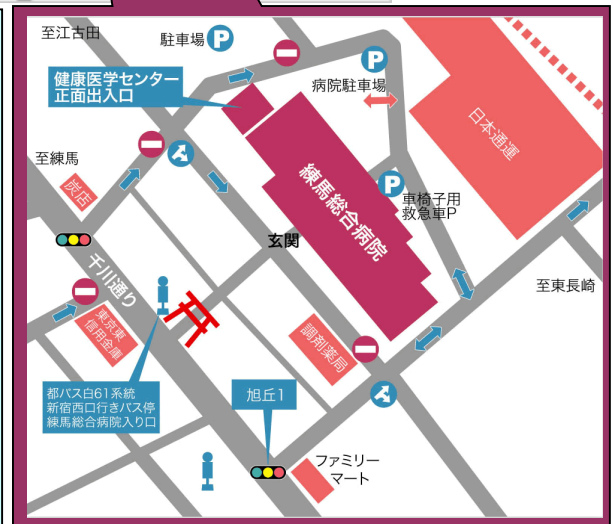 至江古田
駐車場 P
健康医学センター
正面出入口
P
病院駐車場
日本通運
至練馬
炭店
練馬総合病院
P
車椅子用
救急車P
玄関
千川通り
至東長崎
東京東
信用金庫
調剤薬局
都バス白61系統
新宿西口行きバス停
練馬総合病院入り口
旭丘1
ファミリー
マート